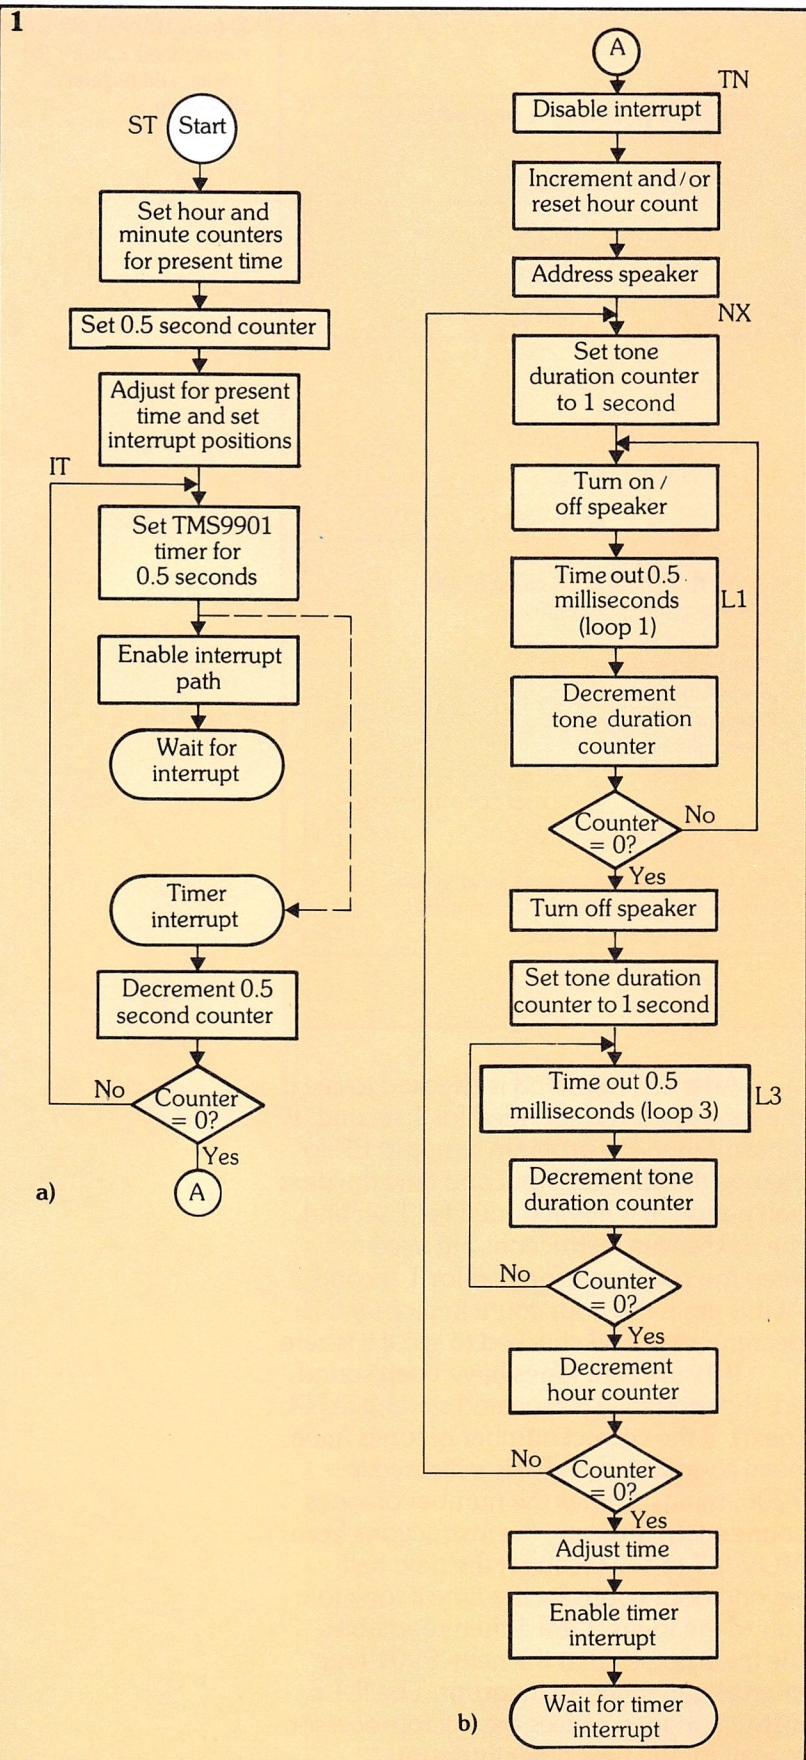 1
ST
Start
Set hour and
minute counters
for present time
Set 0.5 second counter
Adjust for present
time and set
interrupt positions
IT
Set TMS9901
timer for
0.5 seconds
Enable interrupt
path
Wait for
interrupt
Timer
interrupt
Decrement 0.5
second counter
No
Counter
= 0?
Yes
A
a)
A
TN
Disable interrupt
Increment and/or
reset hour count
Address speaker
NX
Set tone
duration counter
to 1 second
Turn on /
off speaker
Time out 0.5
milliseconds
(loop 1)
L1
Decrement
tone duration
counter
Counter
= 0?
No
Yes
Turn off speaker
Set tone duration
counter to 1 second
Time out 0.5
milliseconds (loop 3)
L3
Decrement tone
duration counter
No
Counter
= 0?
Yes
Decrement
hour counter
No
Counter
= 0?
Yes
Adjust time
Enable timer
interrupt
Wait for timer
interrupt
b)